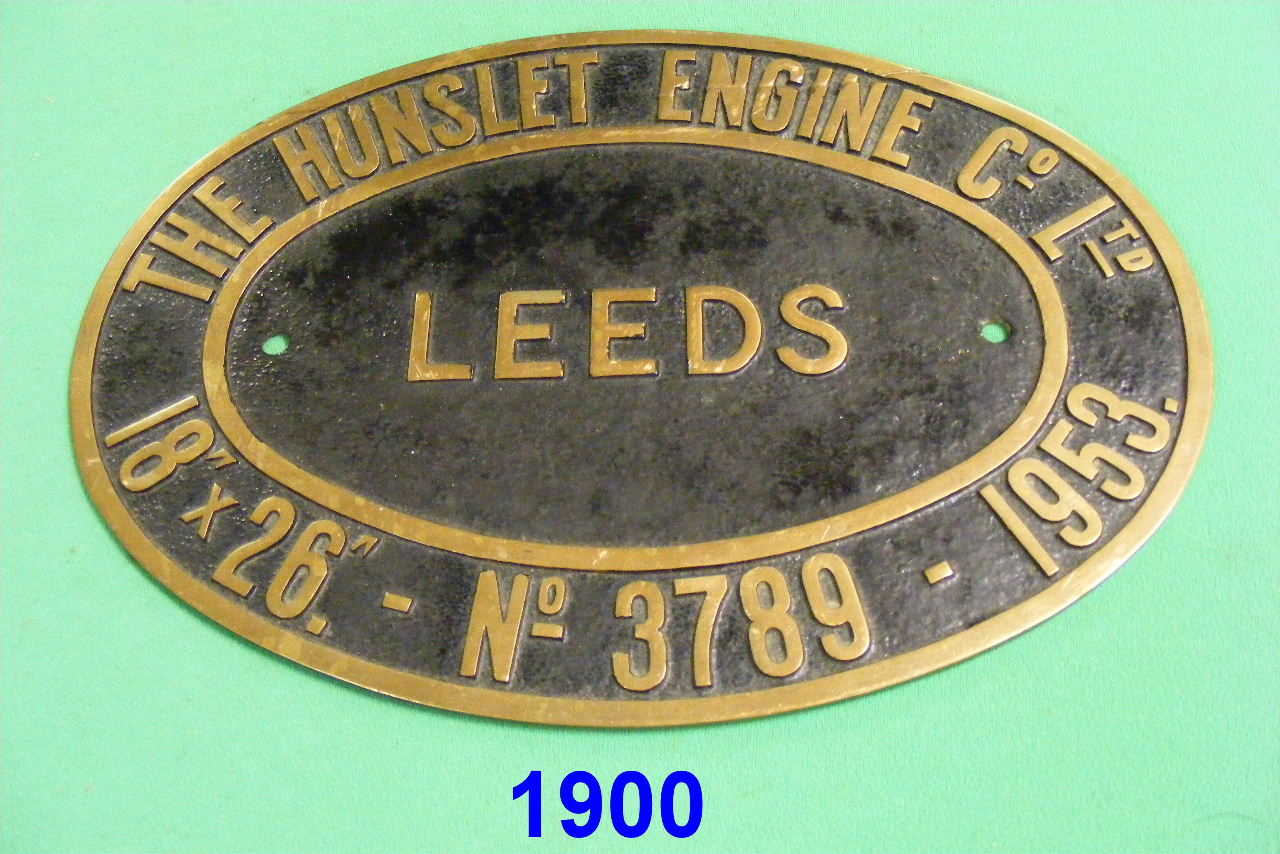 THE HUNSLET ENGINE Cº LTD
LEEDS
18" x 26". - Nº 3789 - 1953.
1900